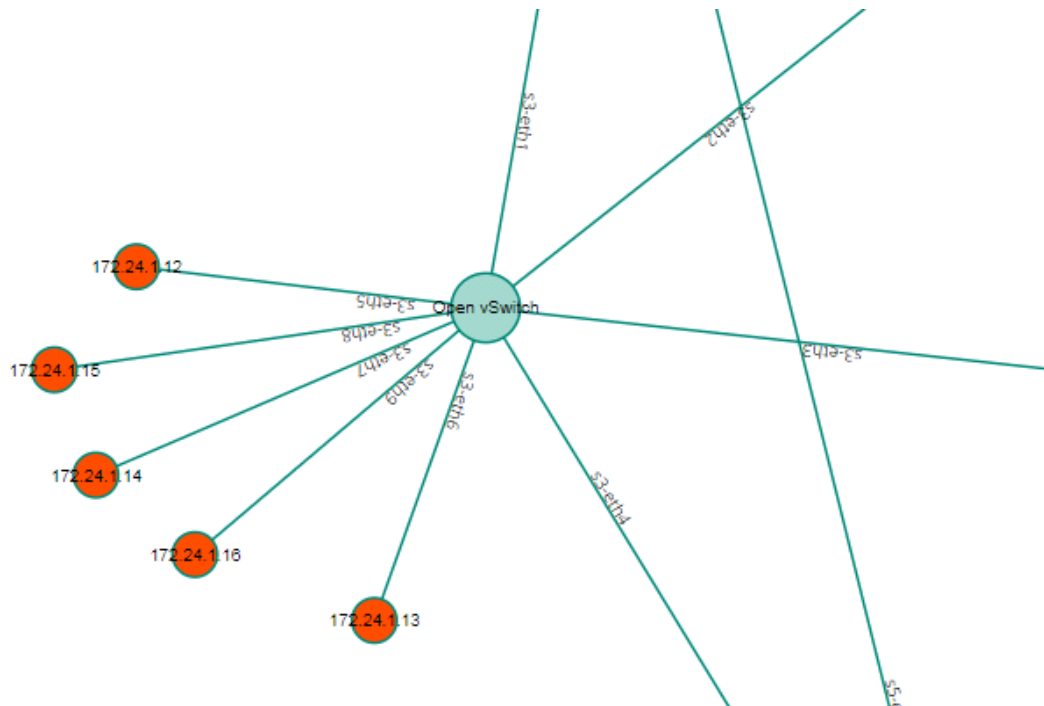 s3-eth1
s3-eth2
172.24.1.12
s3-eth5
Open vSwitch
s3-eth8
s3-eth3
172.24.1.15
s3-eth7
s3-eth9
s3-eth6
172.24.1.14
s3-eth4
172.24.1.16
172.24.1.13